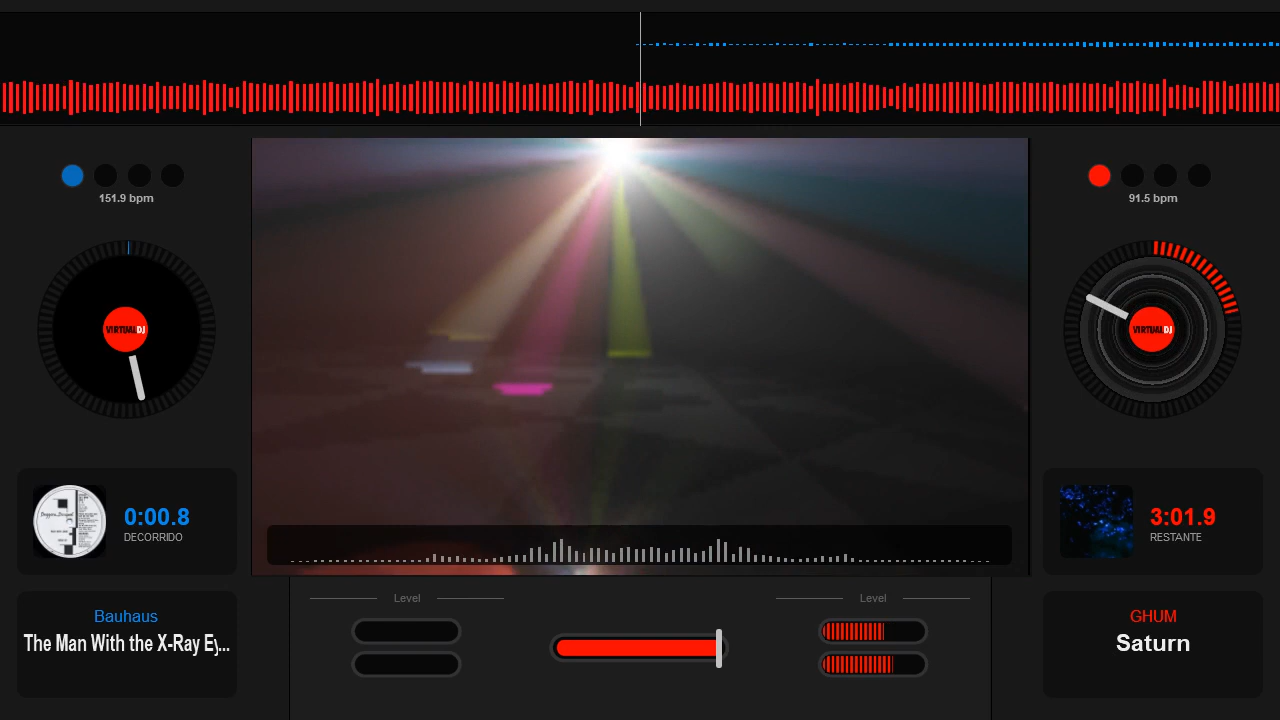 151.9 bpm
91.5 bpm
VIRTUALDJ
VIRTUALDJ
0:00.8
DECORRIDO
3:01.9
RESTANTE
Level
Level
Bauhaus
The Man With the X-Ray Ey...
GHUM
Saturn